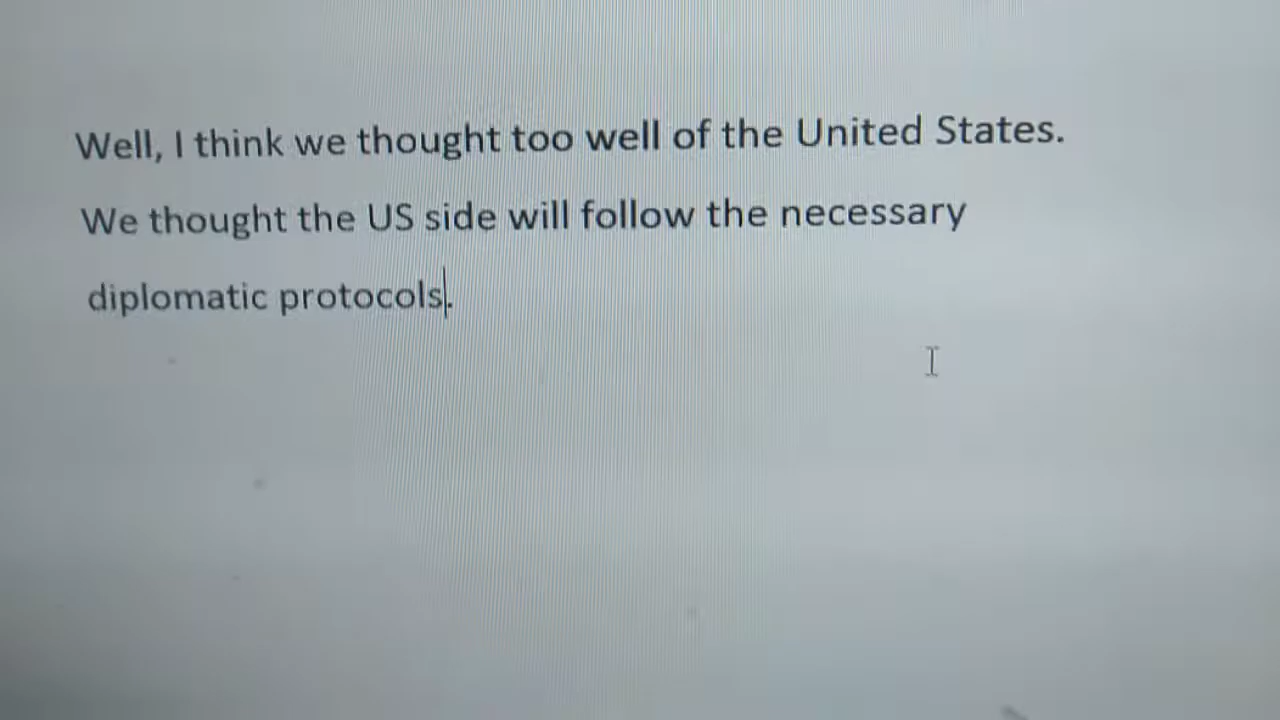 Well, I think we thought too well of the United States.
We thought the US side will follow the necessary
diplomatic protocols.